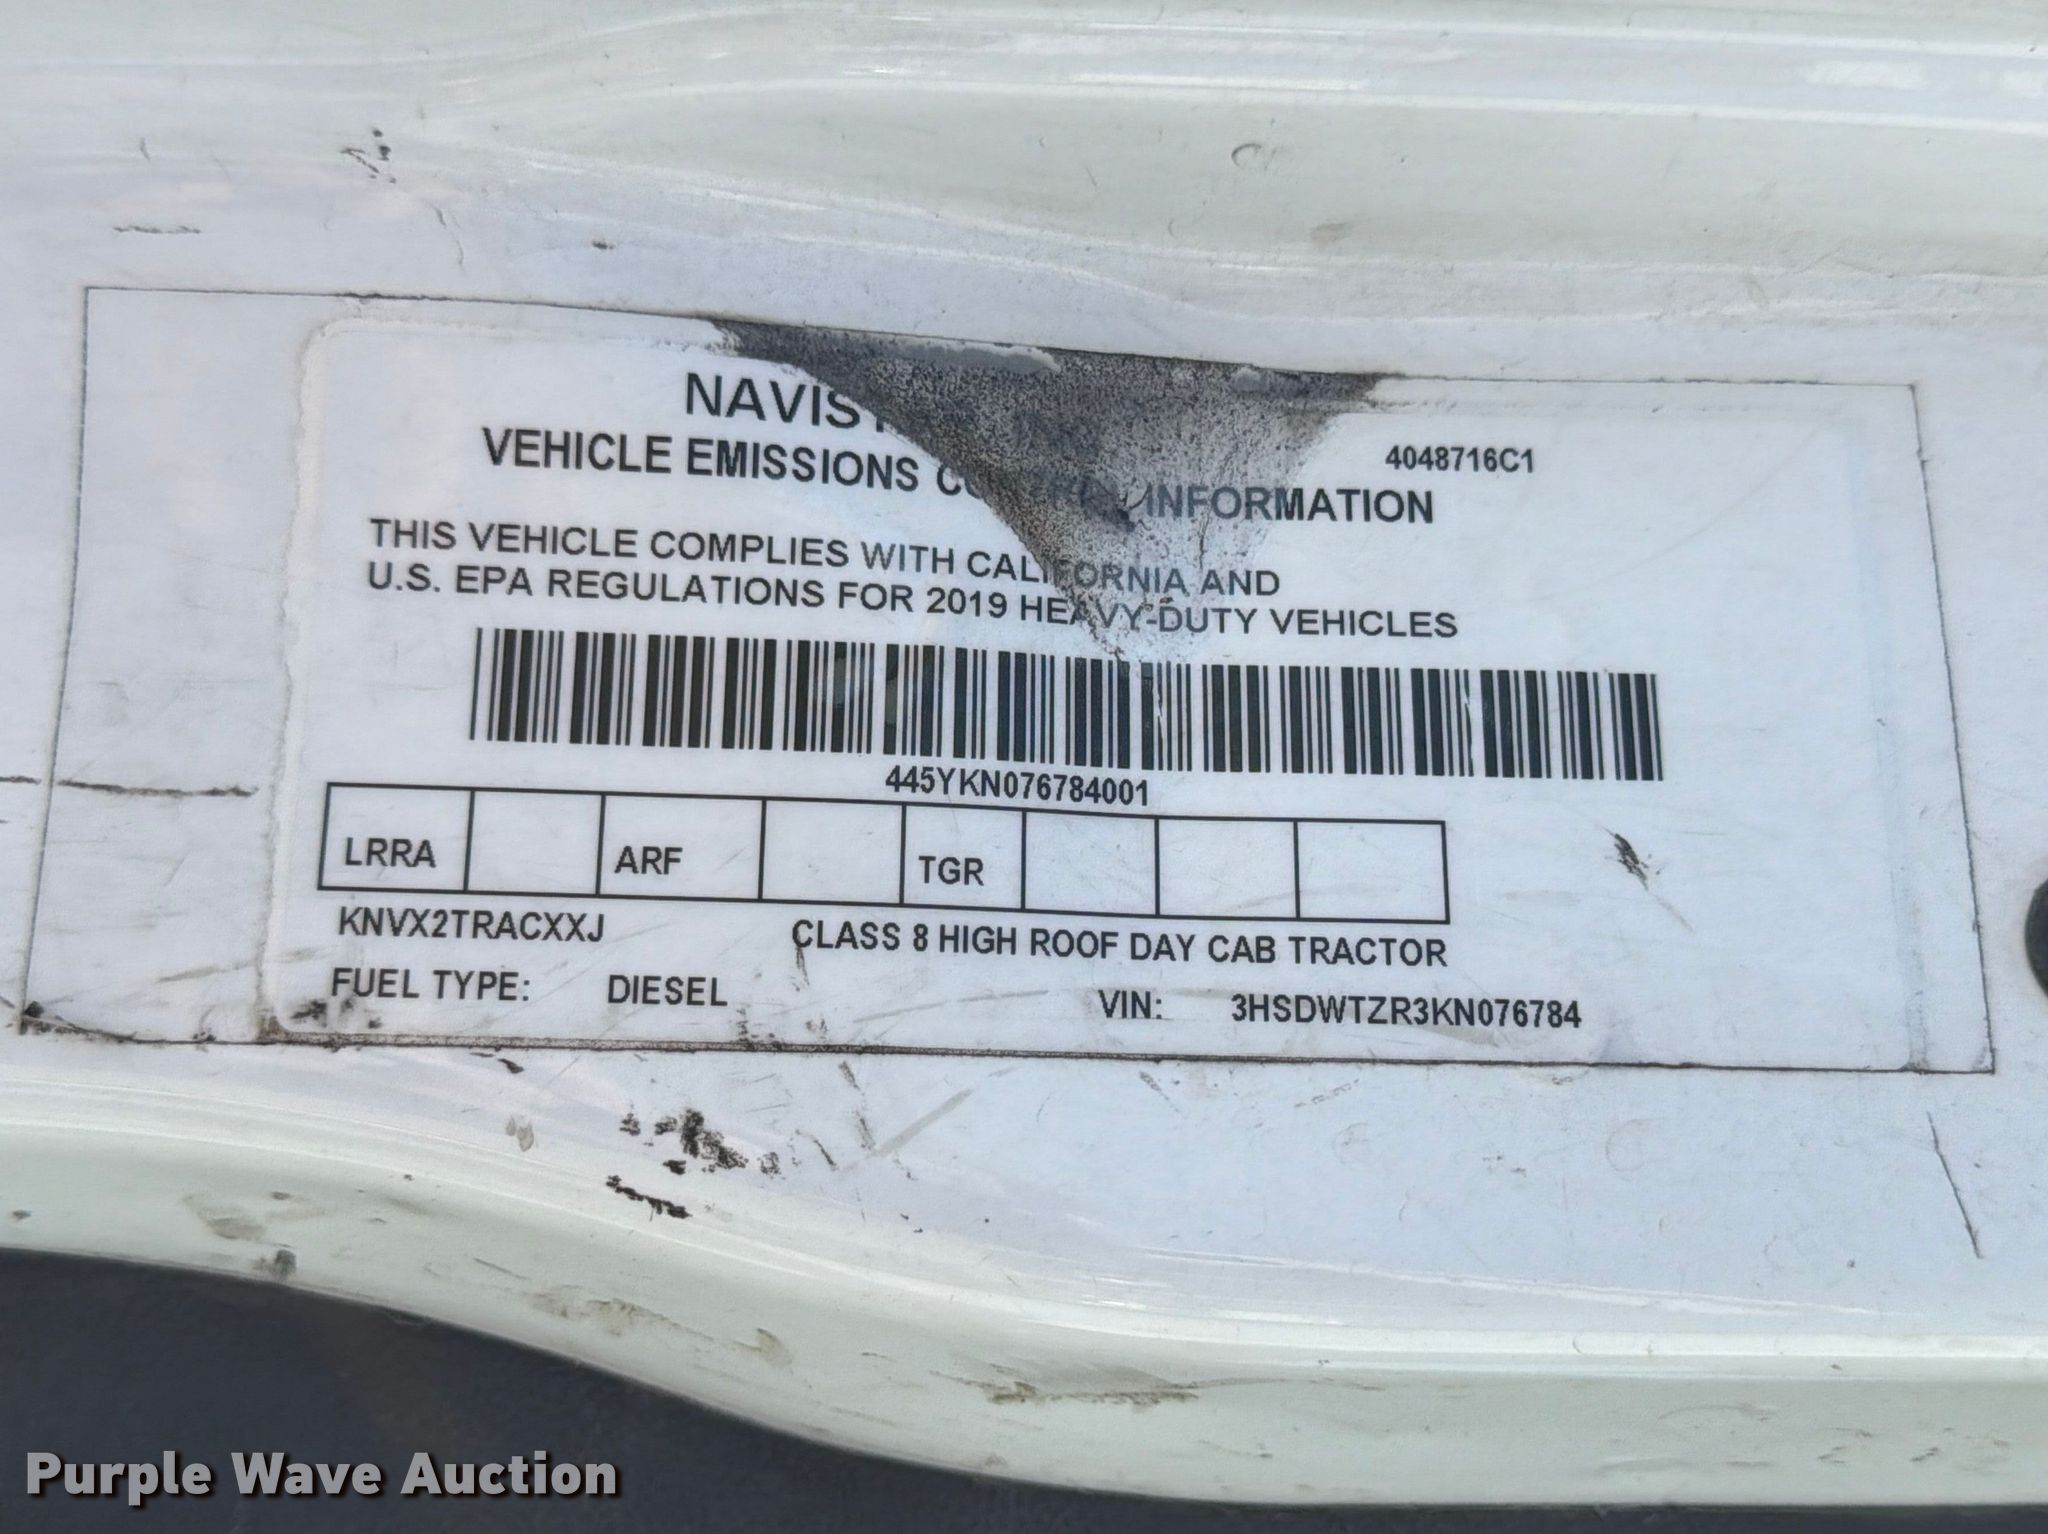 NAVIS
4048716C1
VEHICLE EMISSIONS INFORMATION
THIS VEHICLE COMPLIES WITH CALIFORNIA AND
U.S. EPA REGULATIONS FOR 2019 HEAVY-DUTY VEHICLES
445YKN076784001
LRRA ARF TGR
KNVX2TRACXXJ CLASS 8 HIGH ROOF DAY CAB TRACTOR
FUEL TYPE: DIESEL VIN: 3HSDWTZR3KN076784
Purple Wave Auction